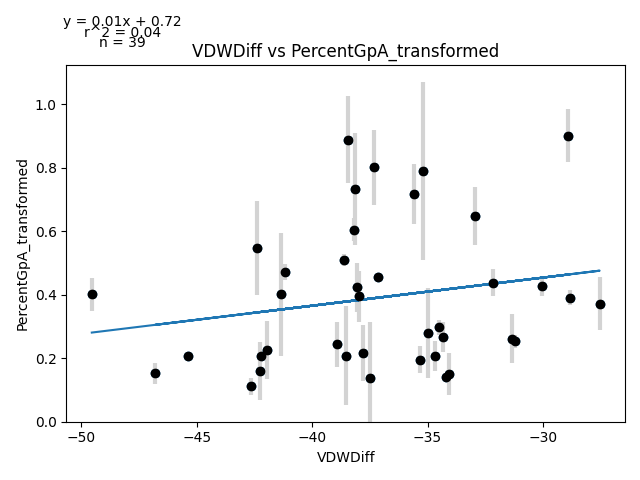 y = 0.01x + 0.72
r^2 = 0.04
n = 39
VDWDiff vs PercentGpA_transformed
PercentGpA_transformed
1.0
0.8
0.6
0.4
0.2
0.0
−50
−45
−40
−35
−30
VDWDiff